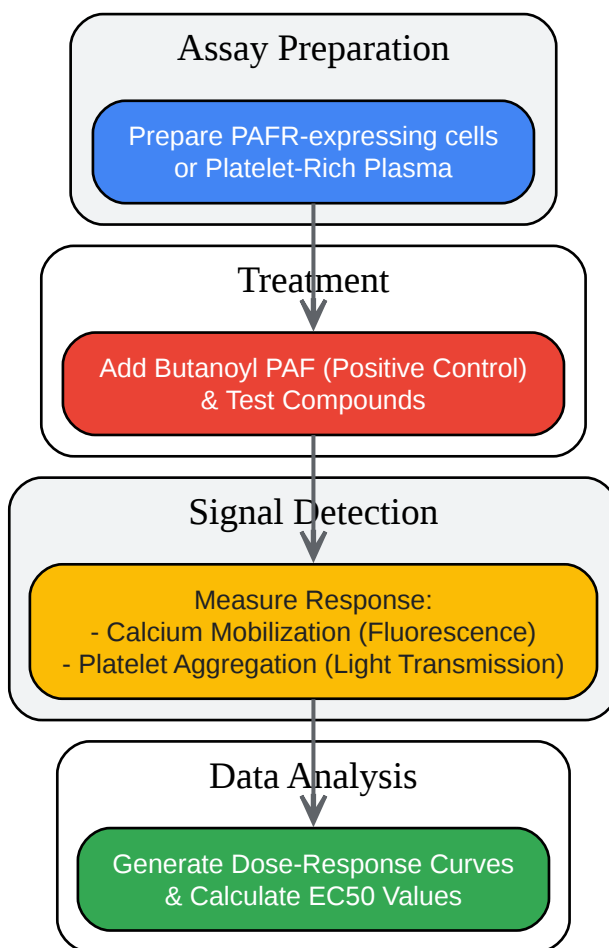 Assay Preparation
Prepare PAFR-expressing cells
or Platelet-Rich Plasma
Treatment
Add Butanoyl PAF (Positive Control)
& Test Compounds
Signal Detection
Measure Response:
- Calcium Mobilization (Fluorescence)
- Platelet Aggregation (Light Transmission)
Data Analysis
Generate Dose-Response Curves
& Calculate EC50 Values